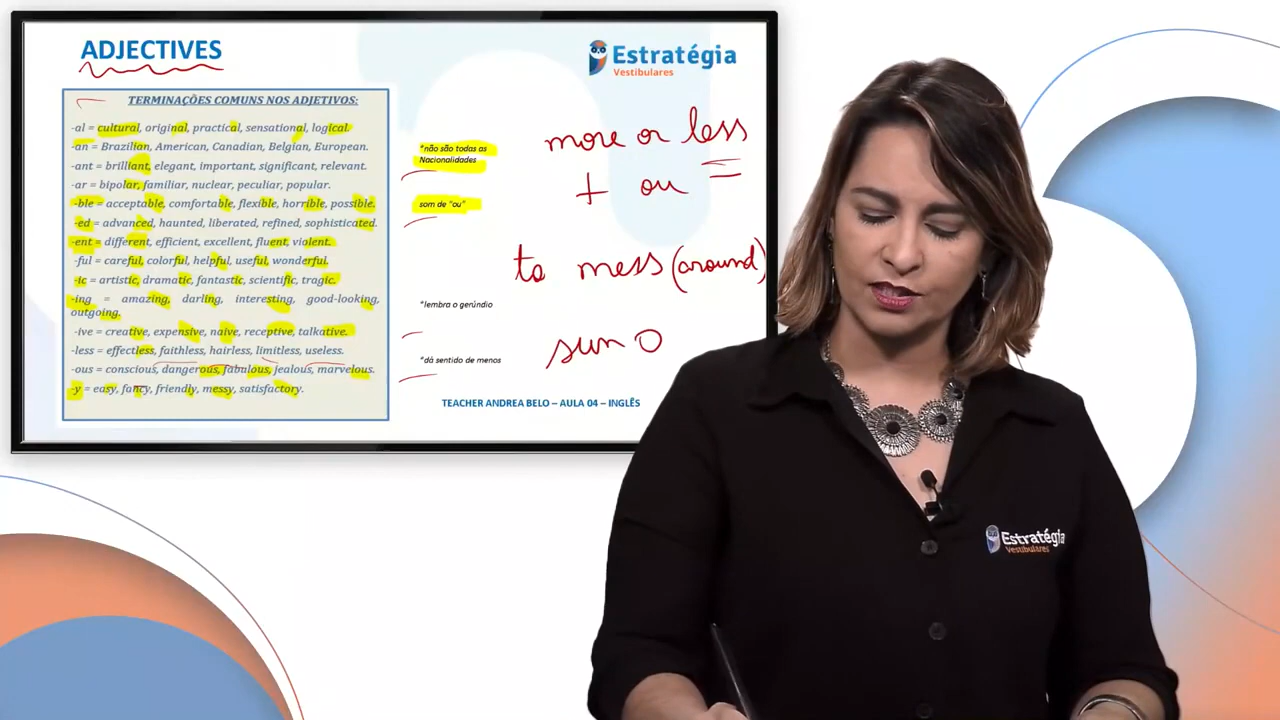 ADJECTIVES
Estratégia
Vestibulares
TERMINAÇÕES COMUNS NOS ADJETIVOS:
-al = cultural, original, practical, sensational, logical.
-an = Brazilian, American, Canadian, Belgian, European.
-ant = brilliant, elegant, important, significant, relevant.
-ar = bipolar, familiar, nuclear, peculiar, popular.
-ble = acceptable, comfortable, flexible, horrible, possible.
-ed = advanced, haunted, liberated, refined, sophisticated.
-ent = different, efficient, excellent, fluent, violent.
-ful = careful, colorful, helpful, useful, wonderful.
-ic = artistic, dramatic, fantastic, scientific, tragic.
-ing = amazing, darling, interesting, good-looking,
outgoing.
-ive = creative, expensive, naive, receptive, talkative.
-less = effectless, faithless, hairless, limitless, useless.
-ous = conscious, dangerous, fabulous, jealous, marvelous.
-y = easy, fancy, friendly, messy, satisfactory.
*não são todas as
Nacionalidades
som de "ou"
*lembra o gerúndio
*dá sentido de menos
more or less
+ ou
to mess (around)
sun
TEACHER ANDREA BELO – AULA 04 – INGLÊS
Estratégia
Vestibulares